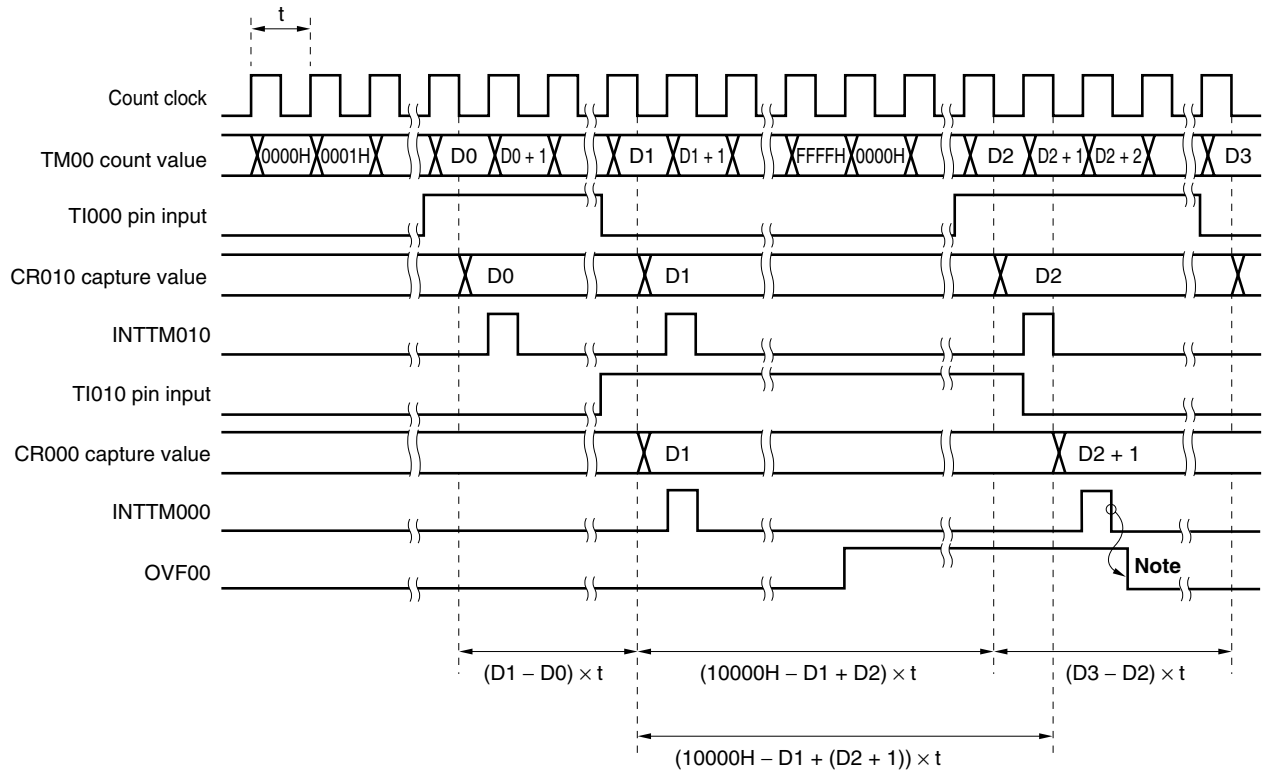 t
Count clock
TM00 count value 0000H 0001H D0 D0 + 1 D1 D1 + 1 FFFFH 0000H D2 D2 + 1 D2 + 2 D3
TI000 pin input
CR010 capture value D0 D1 D2
INTTM010
TI010 pin input
CR000 capture value D1 D2 + 1
INTTM000
OVF00 Note
(D1 – D0) × t (10000H – D1 + D2) × t (D3 – D2) × t
(10000H – D1 + (D2 + 1)) × t